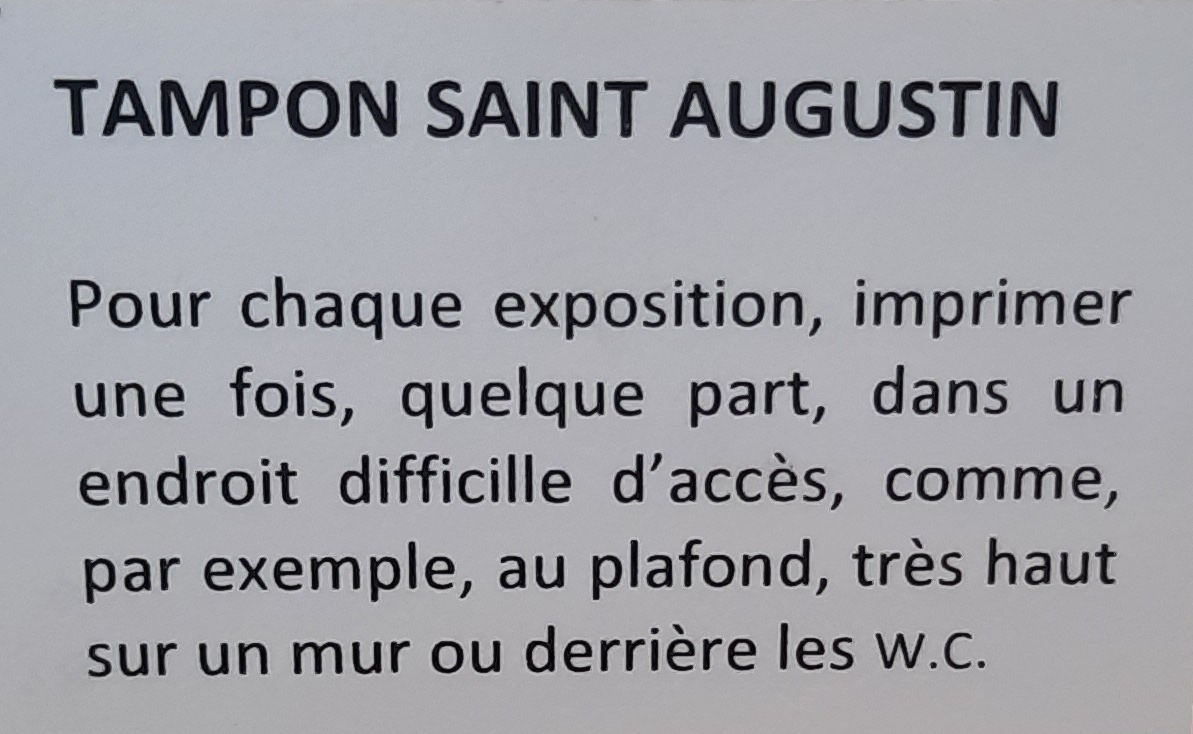 TAMPON SAINT AUGUSTIN
Pour chaque exposition, imprimer
une fois, quelque part, dans un
endroit difficille d’accès, comme,
par exemple, au plafond, très haut
sur un mur ou derrière les W.C.